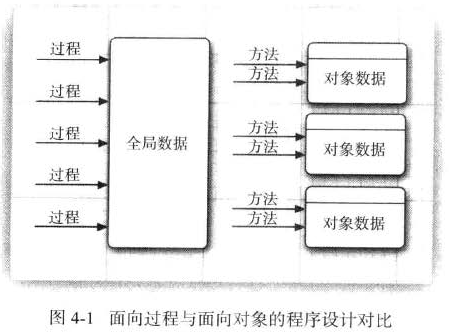 过程
过程
过程
过程
过程
全局数据
方法
方法
对象数据
方法
方法
对象数据
方法
方法
对象数据
图 4-1 面向过程与面向对象的程序设计对比